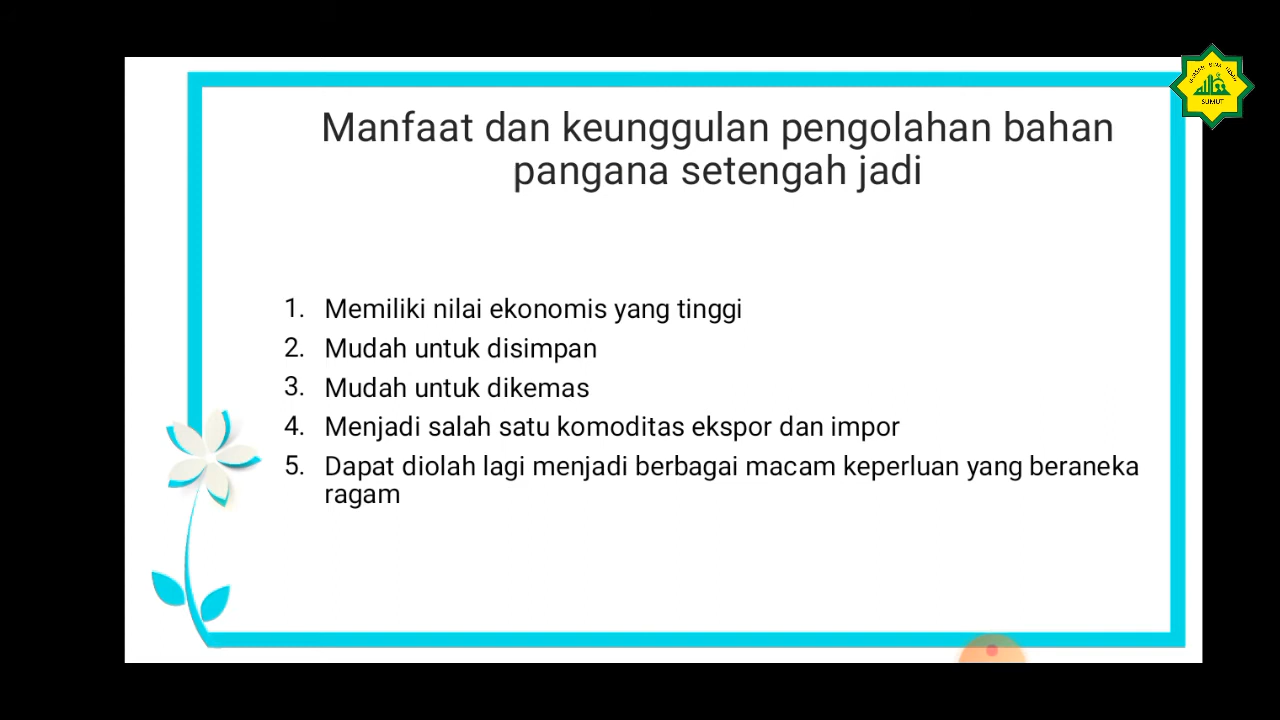 Manfaat dan keunggulan pengolahan bahan
pangana setengah jadi
1. Memiliki nilai ekonomis yang tinggi
2. Mudah untuk disimpan
3. Mudah untuk dikemas
4. Menjadi salah satu komoditas ekspor dan impor
5. Dapat diolah lagi menjadi berbagai macam keperluan yang beraneka
ragam
SUMUT